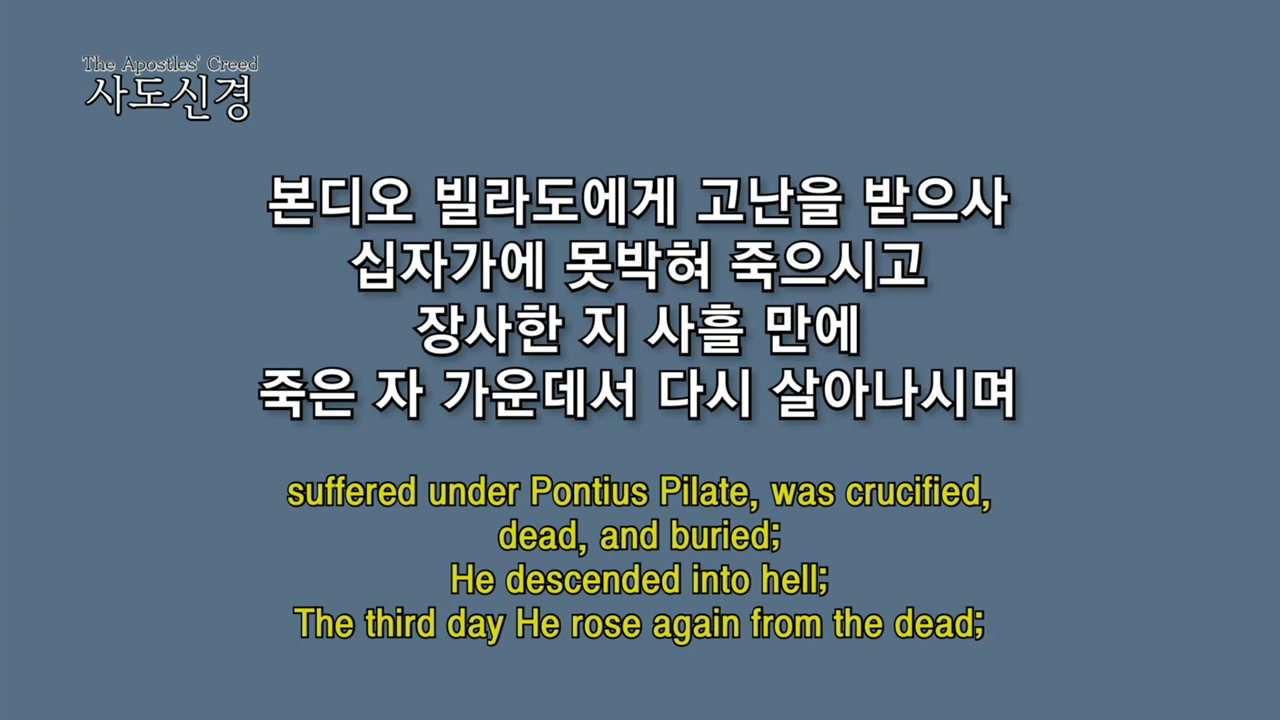 The Apostles' Creed
사도신경
본디오 빌라도에게 고난을 받으사
십자가에 못박혀 죽으시고
장사한 지 사흘 만에
죽은 자 가운데서 다시 살아나시며
suffered under Pontius Pilate, was crucified,
dead, and buried;
He descended into hell;
The third day He rose again from the dead;